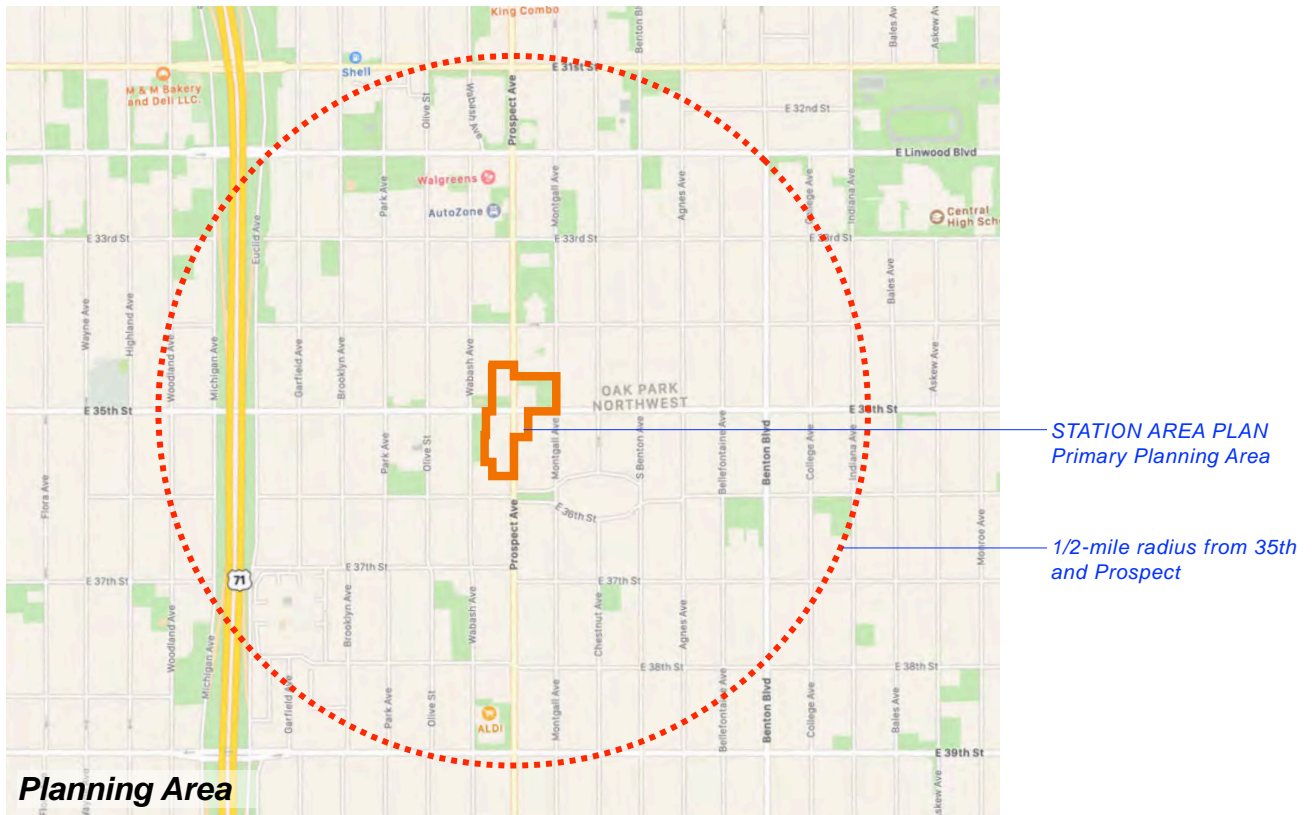 King Combo
Benton Bl
Bales Av
Askew Av
Shell
E 31st St
M & M Bakery
and Deli LLC.
Olive St
Wabash Ave
Prospect Ave
E 32nd St
E Linwood Blvd
Walgreens
Park Ave
Montgall Ave
Agnes Ave
College Ave
Indiana Ave
AutoZone
Central
High Sch
Euclid Ave
E 33rd St
E 33rd St
E 33rd St
Bales Ave
Wayne Ave
Highland Ave
Woodland Ave
Michigan Ave
Garfield Ave
Brooklyn Ave
Wabash Ave
Askew Ave
OAK PARK
NORTHWEST
E 35th St
E 35th St
STATION AREA PLAN
Primary Planning Area
Park Ave
Olive St
Montgall Ave
S Benton Ave
Bellefontaine Ave
Benton Blvd
College Ave
Indiana Ave
Flora Ave
E 36th St
Prospect Ave
Monroe Ave
1/2-mile radius from 35th
and Prospect
E 37th St
71
E 37th St
E 37th St
Woodland Ave
Brooklyn Ave
Wabash Ave
Chestnut Ave
Agnes Ave
Michigan Ave
E 38th St
E 38th St
Garfield Ave
Park Ave
Olive St
ALDI
Montgall Ave
Bellefontaine Ave
Benton Blvd
College Ave
Bales Ave
E 39th St
Planning Area
skew Ave